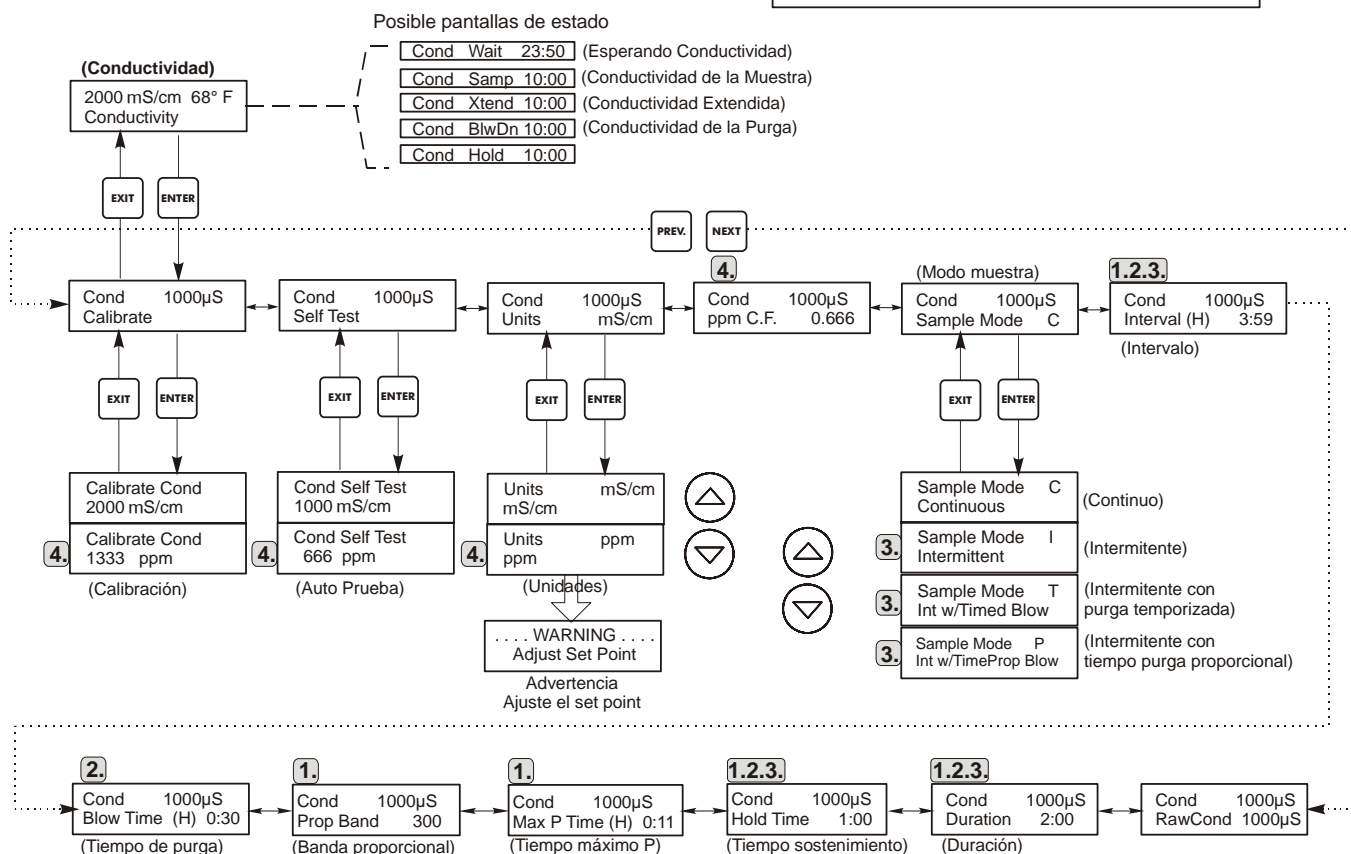 Posible pantallas de estado
(Conductividad)
2000 mS/cm 68° F
Conductivity
Cond Wait 23:50 (Esperando Conductividad)
Cond Samp 10:00 (Conductividad de la Muestra)
Cond Xtend 10:00 (Conductividad Extendida)
Cond BlwDn 10:00 (Conductividad de la Purga)
Cond Hold 10:00
EXIT ENTER
PREV. NEXT
Cond 1000µS
Calibrate
Cond 1000µS
Self Test
Cond 1000µS
Units mS/cm
4.
Cond 1000µS
ppm C.F. 0.666
(Modo muestra)
Cond 1000µS
Sample Mode C
1.2.3.
Cond 1000µS
Interval (H) 3:59
(Intervalo)
EXIT ENTER
EXIT ENTER
EXIT ENTER
EXIT ENTER
Calibrate Cond
2000 mS/cm
4. Calibrate Cond
1333 ppm
(Calibración)
Cond Self Test
1000 mS/cm
4. Cond Self Test
666 ppm
(Auto Prueba)
Units mS/cm
mS/cm
4. Units ppm
ppm
(Unidades)
. . . . WARNING . . . .
Adjust Set Point
Advertencia
Ajuste el set point
Sample Mode C
Continuous
(Continuo)
3. Sample Mode I
Intermittent
(Intermitente)
3. Sample Mode T
Int w/Timed Blow
(Intermitente con
purga temporizada)
3. Sample Mode P
Int w/TimeProp Blow
(Intermitente con
tiempo purga proporcional)
2.
Cond 1000µS
Blow Time (H) 0:30
(Tiempo de purga)
1.
Cond 1000µS
Prop Band 300
(Banda proporcional)
1.
Cond 1000µS
Max P Time (H) 0:11
(Tiempo máximo P)
1.2.3.
Cond 1000µS
Hold Time 1:00
(Tiempo sostenimiento)
1.2.3.
Cond 1000µS
Duration 2:00
(Duración)
Cond 1000µS
RawCond 1000µS